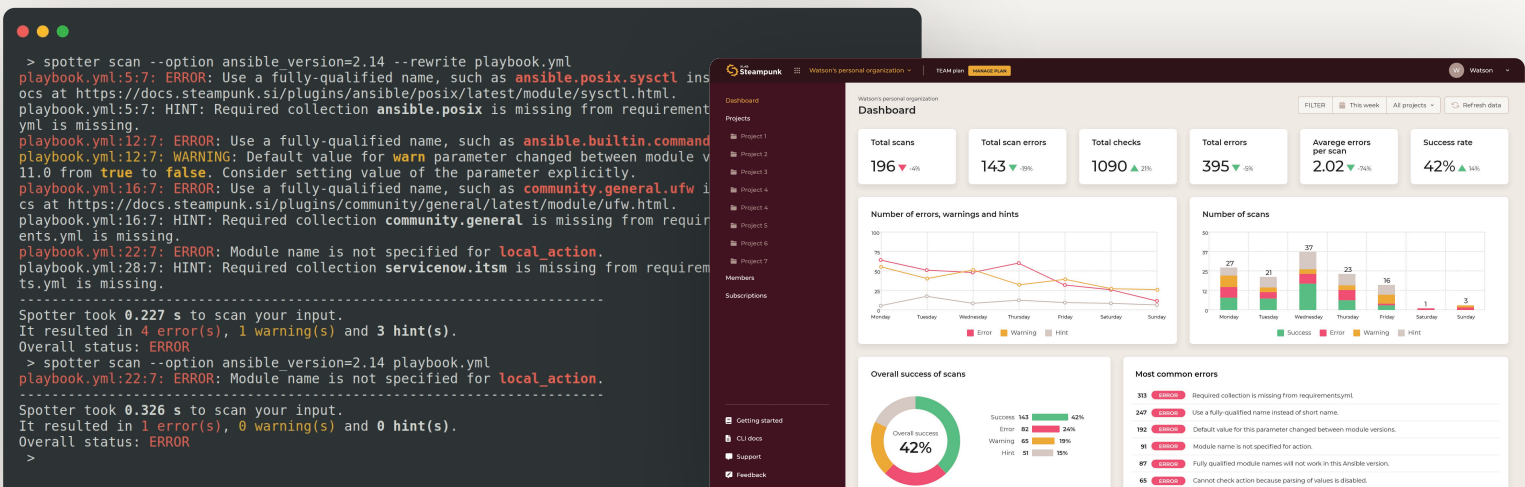 > spotter scan --option ansible_version=2.14 --rewrite playbook.yml
playbook.yml:5:7: ERROR: Use a fully-qualified name, such as ansible.posix.sysctl ins
ocs at https://docs.steampunk.si/plugins/ansible/posix/latest/module/sysctl.html.
playbook.yml:5:7: HINT: Required collection ansible.posix is missing from requirement
yml is missing.
playbook.yml:12:7: ERROR: Use a fully-qualified name, such as ansible.builtin.command
playbook.yml:12:7: WARNING: Default value for warn parameter changed between module v
11.0 from true to false. Consider setting value of the parameter explicitly.
playbook.yml:16:7: ERROR: Use a fully-qualified name, such as community.general.ufw i
cs at https://docs.steampunk.si/plugins/community/general/latest/module/ufw.html.
playbook.yml:16:7: HINT: Required collection community.general is missing from requir
ents.yml is missing.
playbook.yml:22:7: ERROR: Module name is not specified for local_action.
playbook.yml:28:7: HINT: Required collection servicenow.itsm is missing from requirem
ts.yml is missing.
------------------------------------------------------------------------
Spotter took 0.227 s to scan your input.
It resulted in 4 error(s), 1 warning(s) and 3 hint(s).
Overall status: ERROR
> spotter scan --option ansible_version=2.14 playbook.yml
playbook.yml:22:7: ERROR: Module name is not specified for local_action.
------------------------------------------------------------------------
Spotter took 0.326 s to scan your input.
It resulted in 1 error(s), 0 warning(s) and 0 hint(s).
Overall status: ERROR
>
Steampunk
Watson's personal organization
TEAM plan MANAGE PLAN
W Watson
Dashboard
Projects
Project 1
Project 2
Project 3
Project 4
Project 4
Project 5
Project 6
Project 7
Members
Subscriptions
Getting started
CLI docs
Support
Feedback
Watson's personal organization
Dashboard
FILTER This week All projects Refresh data
Total scans
196 -4%
Total scan errors
143 -19%
Total checks
1090 21%
Total errors
395 -5%
Avarege errors
per scan
2.02 -74%
Success rate
42% 14%
Number of errors, warnings and hints
100
75
50
25
0
Monday Tuesday Wednesday Thursday Friday Saturday Sunday
Error Warning Hint
Number of scans
50
37
25
12
0
27 21 37 23 16 1 3
Monday Tuesday Wednesday Thursday Friday Saturday Sunday
Success Error Warning Hint
Overall success of scans
Overall success
42%
Success 143 42%
Error 82 24%
Warning 65 19%
Hint 51 15%
Most common errors
313 ERROR Required collection is missing from requirements,yml.
247 ERROR Use a fully-qualified name instead of short name.
192 ERROR Default value for this parameter changed between module versions.
91 ERROR Module name is not specified for action.
87 ERROR Fully qualified module names will not work in this Ansible version.
65 ERROR Cannot check action because parsing of values is disabled.